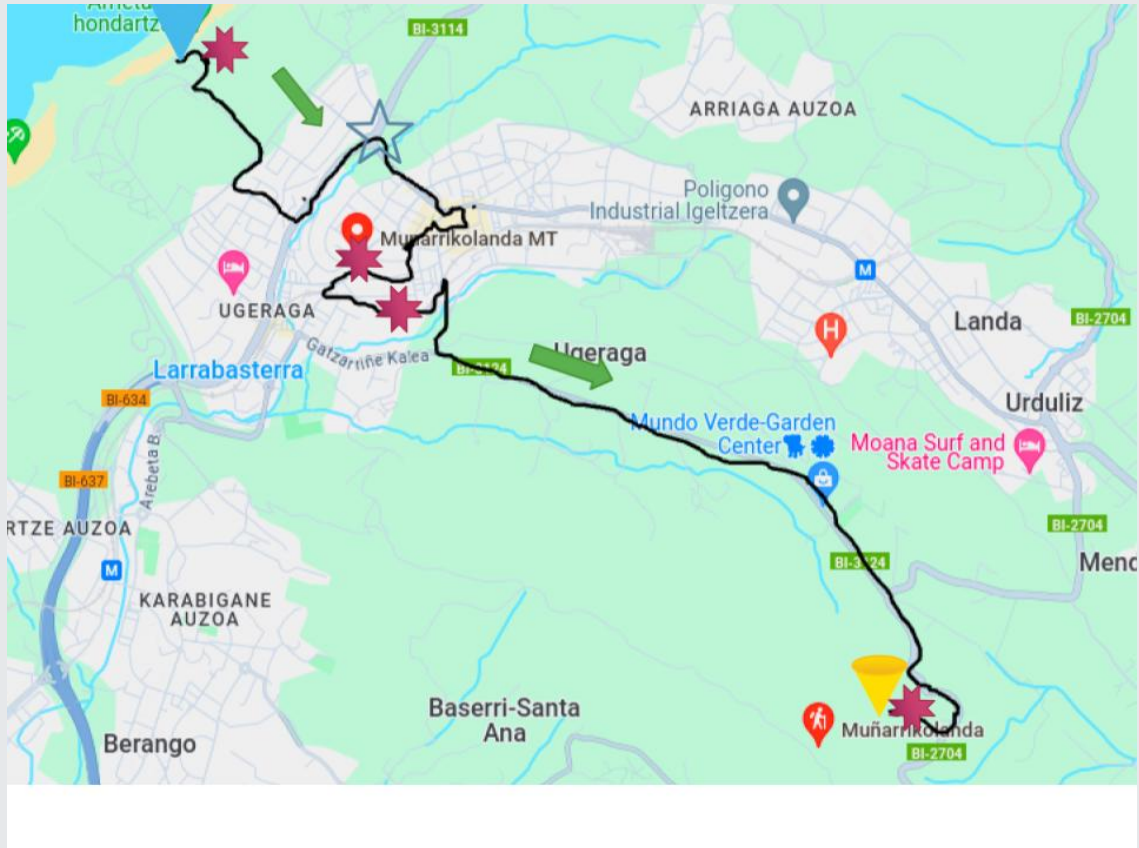 hondartz
BI-3114
ARRIAGA AUZOA
Poligono
Industrial Igeltzera
Munarrikolanda MT
M
UGERAGA
H
Landa
BI-2704
Gatzartiñe Kalea
Ugeraga
Larrabasterra
BI-3124
BI-634
Urduliz
Mundo Verde-Garden
Center
Moana Surf and
Skate Camp
Arebeta B.
BI-637
RTZE AUZOA
BI-2704
BI-3124
Mend
M
KARABIGANE
AUZOA
Baserri-Santa
Ana
Muñarrikolanda
Berango
BI-2704